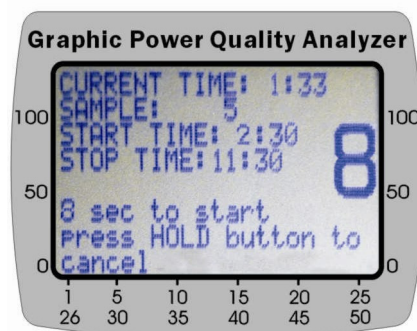 Graphic Power Quality Analyzer
CURRENT TIME: 1:33
SAMPLE: 5
START TIME: 2:30
STOP TIME: 11:30
8
8 sec to start
press HOLD button to
cancel
100 100
50 50
0 0
1 5 10 15 20 25
26 30 35 40 45 50